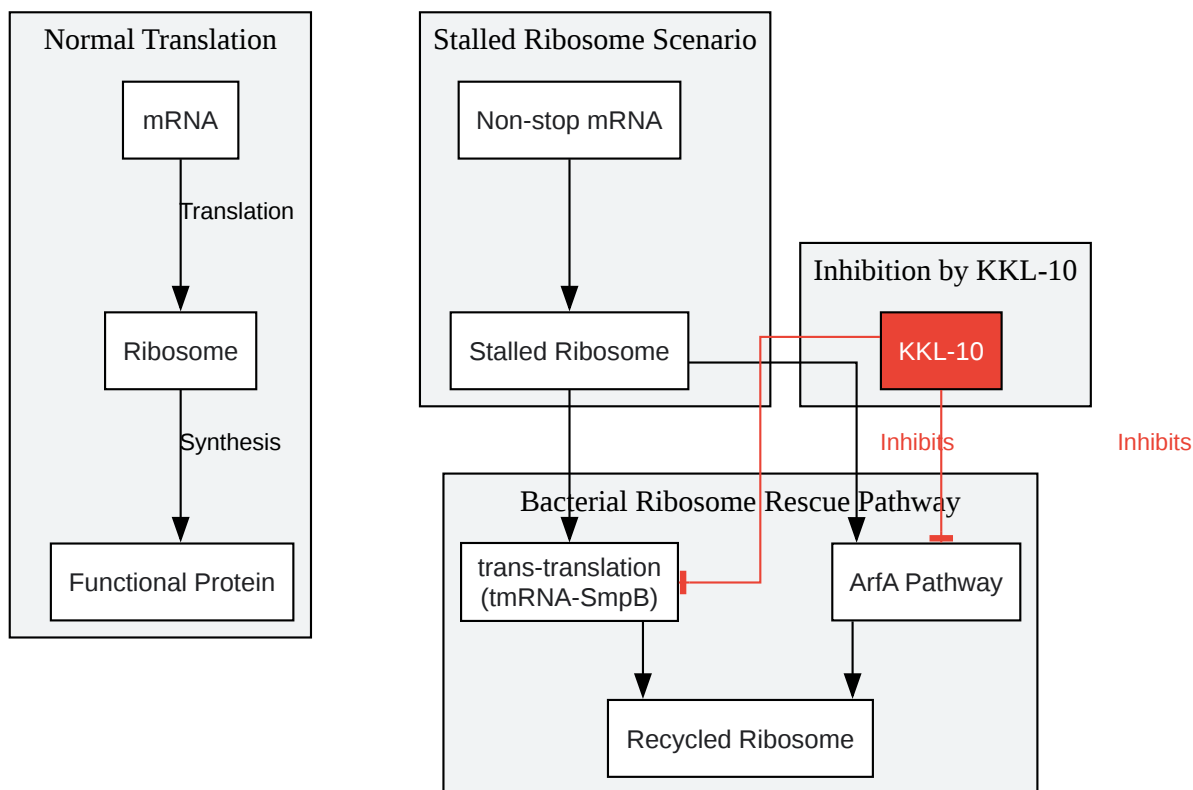 Normal Translation
mRNA
Translation
Ribosome
Synthesis
Functional Protein
Stalled Ribosome Scenario
Non-stop mRNA
Stalled Ribosome
Inhibition by KKL-10
KKL-10
Inhibits
Inhibits
Bacterial Ribosome Rescue Pathway
trans-translation
(tmRNA-SmpB)
ArfA Pathway
Recycled Ribosome